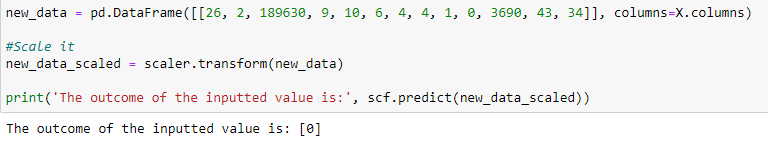 new_data = pd.DataFrame([[26, 2, 189630, 9, 10, 6, 4, 4, 1, 0, 3690, 43, 34]], columns=X.columns)
#Scale it
new_data_scaled = scaler.transform(new_data)
print('The outcome of the inputted value is:', scf.predict(new_data_scaled))
The outcome of the inputted value is: [0]